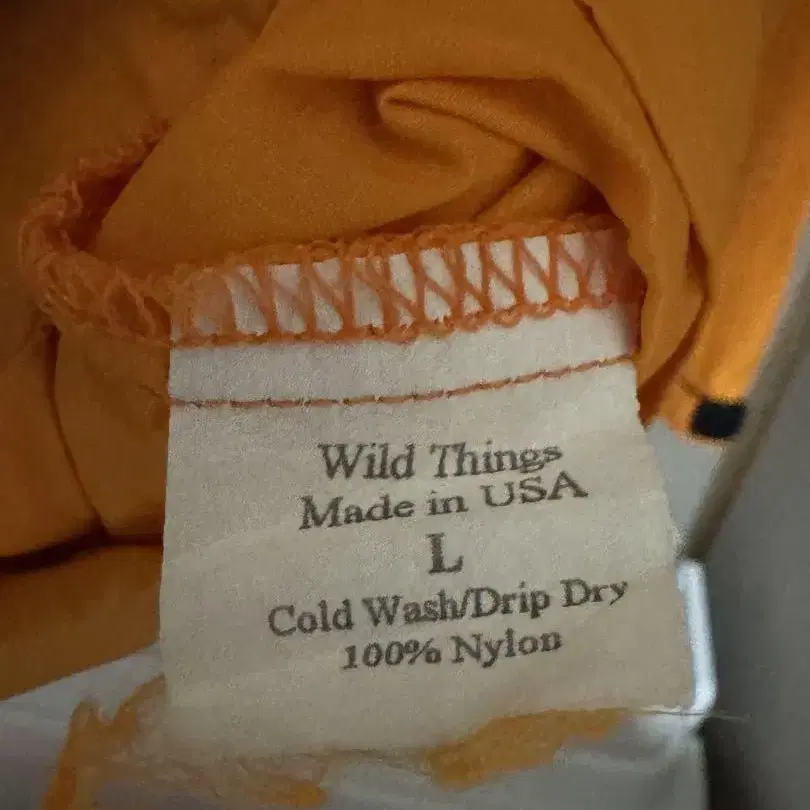 Wild Things
Made in USA
L
Cold Wash/Drip Dry
100% Nylon